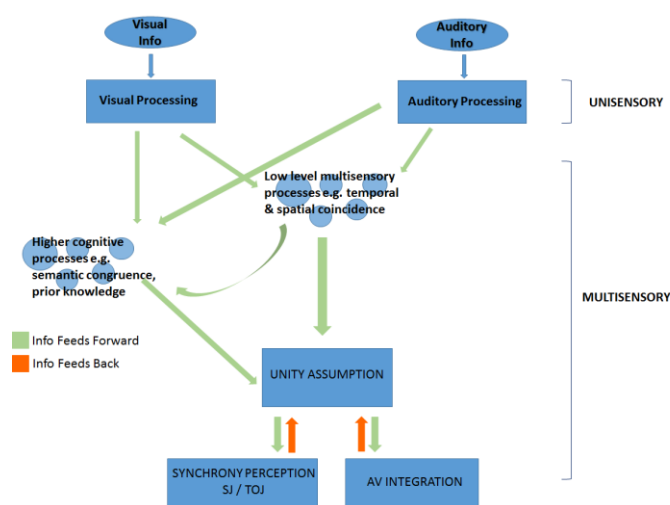 Visual
Info
Auditory
Info
Visual Processing
Auditory Processing
UNISENSORY
Low level multisensory
processes e.g. temporal
& spatial coincidence
Higher cognitive
processes e.g.
semantic congruence,
prior knowledge
MULTISENSORY
Info Feeds Forward
Info Feeds Back
UNITY ASSUMPTION
SYNCHRONY PERCEPTION
SJ / TOJ
AV INTEGRATION